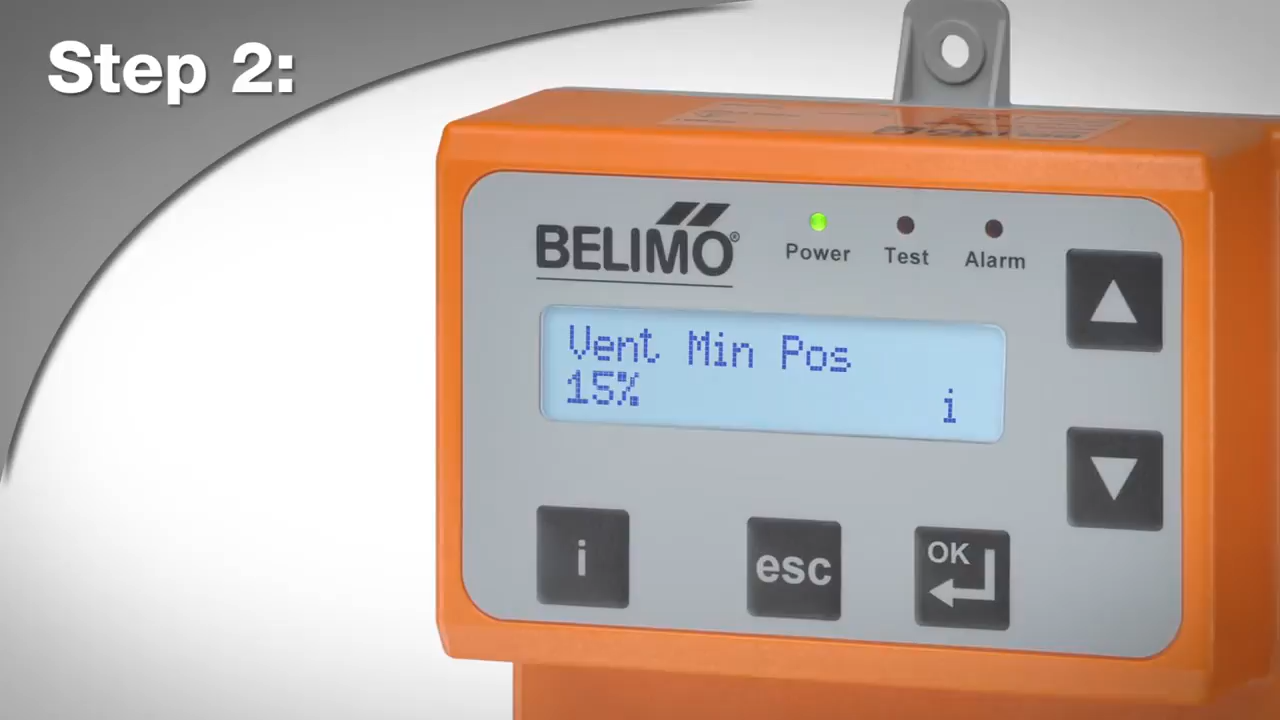 Step 2:
BELIMO®
Power Test Alarm
Vent Min Pos
15% i
i esc OK